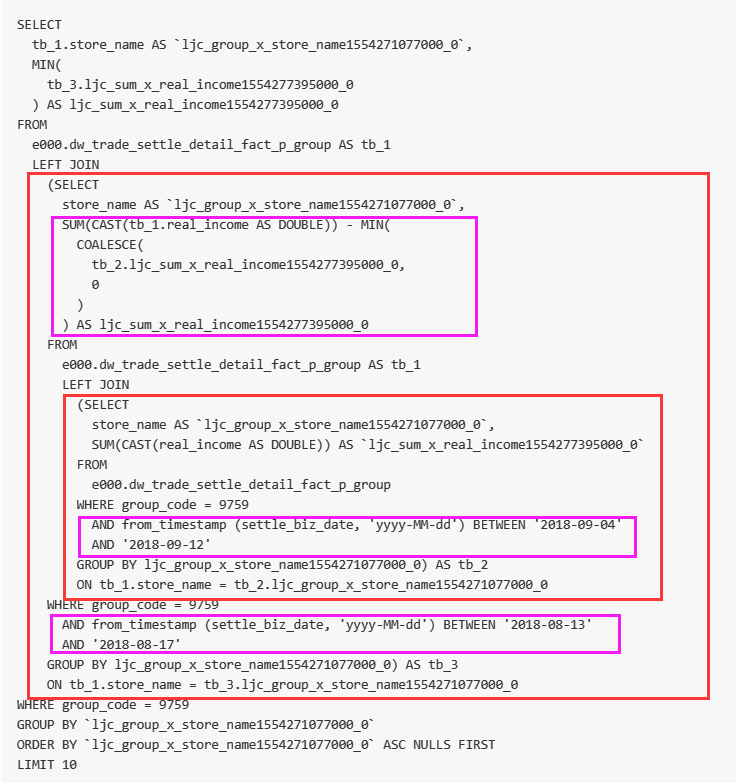 SELECT
tb_1.store_name AS `ljc_group_x_store_name1554271077000_0`,
MIN(
tb_3.ljc_sum_x_real_income1554277395000_0
) AS ljc_sum_x_real_income1554277395000_0
FROM
e000.dw_trade_settle_detail_fact_p_group AS tb_1
LEFT JOIN
(SELECT
store_name AS `ljc_group_x_store_name1554271077000_0`,
SUM(CAST(tb_1.real_income AS DOUBLE)) - MIN(
COALESCE(
tb_2.ljc_sum_x_real_income1554277395000_0,
0
)
) AS ljc_sum_x_real_income1554277395000_0
FROM
e000.dw_trade_settle_detail_fact_p_group AS tb_1
LEFT JOIN
(SELECT
store_name AS `ljc_group_x_store_name1554271077000_0`,
SUM(CAST(real_income AS DOUBLE)) AS `ljc_sum_x_real_income1554277395000_0`
FROM
e000.dw_trade_settle_detail_fact_p_group
WHERE group_code = 9759
AND from_timestamp (settle_biz_date, 'yyyy-MM-dd') BETWEEN '2018-09-04'
AND '2018-09-12'
GROUP BY ljc_group_x_store_name1554271077000_0) AS tb_2
ON tb_1.store_name = tb_2.ljc_group_x_store_name1554271077000_0
WHERE group_code = 9759
AND from_timestamp (settle_biz_date, 'yyyy-MM-dd') BETWEEN '2018-08-13'
AND '2018-08-17'
GROUP BY ljc_group_x_store_name1554271077000_0) AS tb_3
ON tb_1.store_name = tb_3.ljc_group_x_store_name1554271077000_0
WHERE group_code = 9759
GROUP BY `ljc_group_x_store_name1554271077000_0`
ORDER BY `ljc_group_x_store_name1554271077000_0` ASC NULLS FIRST
LIMIT 10